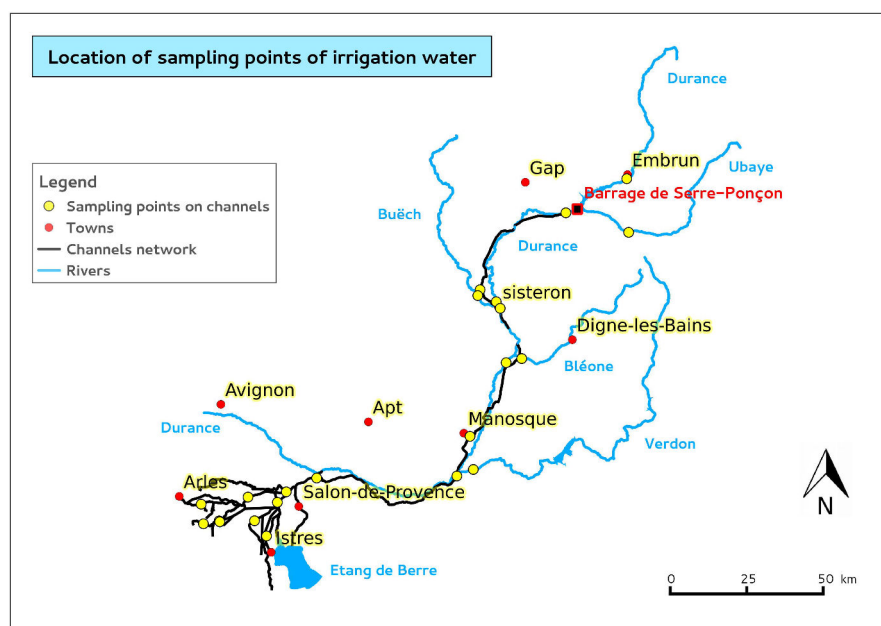 Location of sampling points of irrigation water
Durance
Embrun
Ubaye
Gap
Barrage de Serre-Ponçon
Legend
Sampling points on channels
Towns
Channels network
Rivers
Buëch
Durance
sisteron
Digne-les-Bains
Bléone
Avignon
Apt
Manosque
Durance
Verdon
Arles
Salon-de-Provence
N
Istres
Etang de Berre
0 25 50 km